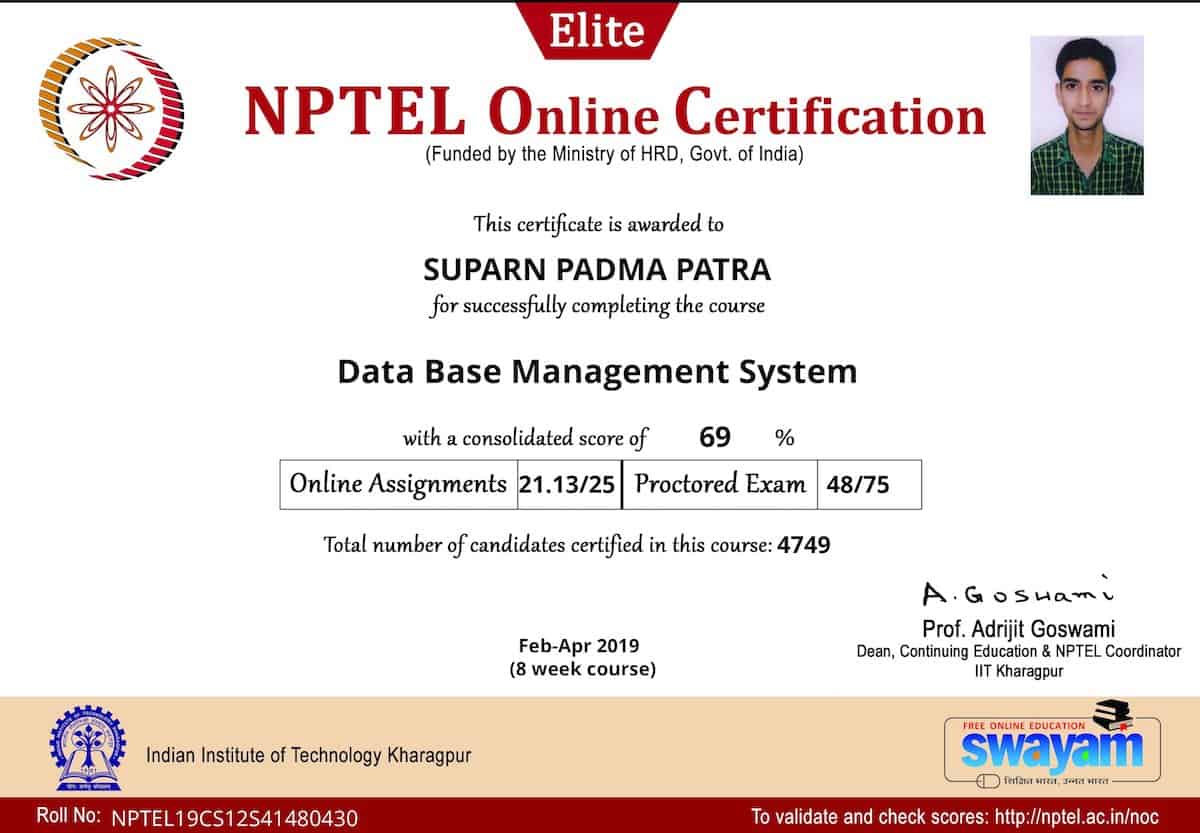 Elite
NPTEL Online Certification
(Funded by the Ministry of HRD, Govt. of India)
This certificate is awarded to
SUPARN PADMA PATRA
for successfully completing the course
Data Base Management System
with a consolidated score of 69 %
Online Assignments 21.13/25 Proctored Exam 48/75
Total number of candidates certified in this course: 4749
A. Goswami
Prof. Adrijit Goswami
Dean, Continuing Education & NPTEL Coordinator
IIT Kharagpur
Feb-Apr 2019
(8 week course)
Indian Institute of Technology Kharagpur
FREE ONLINE EDUCATION
swayam
शिक्षित भारत, उन्नत भारत
Roll No: NPTEL19CS12S41480430
To validate and check scores: http://nptel.ac.in/noc